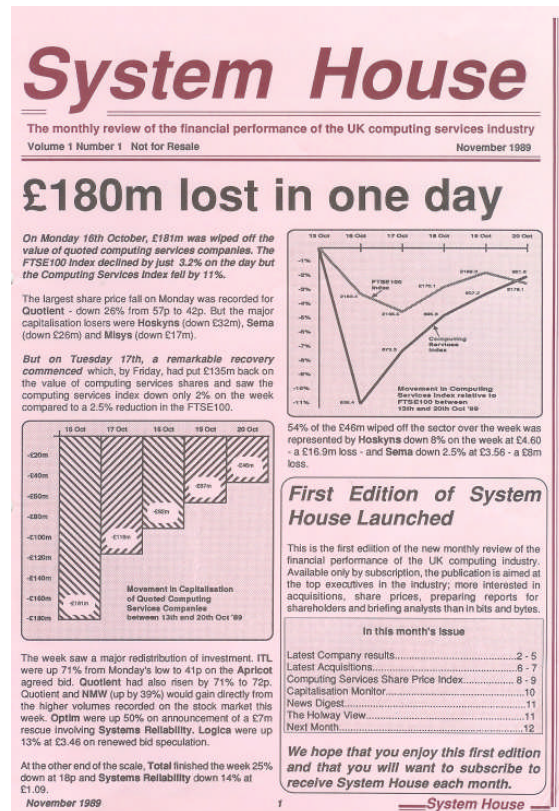 System House
The monthly review of the financial performance of the UK computing services industry
Volume 1 Number 1 Not for Resale
November 1989
£180m lost in one day
On Monday 16th October, £181m was wiped off the
value of quoted computing services companies. The
FTSE100 Index declined by just 3.2% on the day but
the Computing Services Index fell by 11%.
The largest share price fall on Monday was recorded for
Quotient - down 26% from 57p to 42p. But the major
capitalisation losers were Hoskyns (down £32m), Sema
(down £26m) and Misys (down £17m).
But on Tuesday 17th, a remarkable recovery
commenced which, by Friday, had put £135m back on
the value of computing services shares and saw the
computing services index down only 2% on the week
compared to a 2.5% reduction in the FTSE100.
16 Oct 17 Oct 18 Oct 19 Oct 20 Oct
-£20m
-£40m
-£60m
-£80m
-£100m
-£120m
-£140m
-£160m
-£180m
-£46m
-£181m
Movement in Capitalisation
of Quoted Computing
Services Companies
between 13th and 20th Oct '89
The week saw a major redistribution of investment. ITL
were up 71% from Monday's low to 41p on the Apricot
agreed bid. Quotient had also risen by 71% to 72p.
Quotient and NMW (up by 39%) would gain directly from
the higher volumes recorded on the stock market this
week. Optim were up 50% on announcement of a £7m
rescue involving Systems Reliability. Logica were up
13% at £3.46 on renewed bid speculation.
At the other end of the scale, Total finished the week 25%
down at 18p and Systems Reliability down 14% at
£1.09.
15 Oct 16 Oct 17 Oct 18 Oct 19 Oct 20 Oct
-1%
-2%
-3%
-4%
-5%
-6%
-7%
-8%
-9%
-10%
-11%
FTSE100
Index
Computing
Services
Index
Movement in Computing
Services Index relative to
FTSE100 between
13th and 20th Oct '89
54% of the £46m wiped off the sector over the week was
represented by Hoskyns down 8% on the week at £4.60
- a £16.9m loss - and Sema down 2.5% at £3.56 - a £8m
loss.
First Edition of System
House Launched
This is the first edition of the new monthly review of the
financial performance of the UK computing industry.
Available only by subscription, the publication is aimed at
the top executives in the industry; more interested in
acquisitions, share prices, preparing reports for
shareholders and briefing analysts than in bits and bytes.
In this month's issue
Latest Company results 2 - 5
Latest Acquisitions 6 - 7
Computing Services Share Price Index 8 - 9
Capitalisation Monitor 10
News Digest 11
The Holway View 11
Next Month 12
We hope that you enjoy this first edition
and that you will want to subscribe to
receive System House each month.
November 1989
1
System House